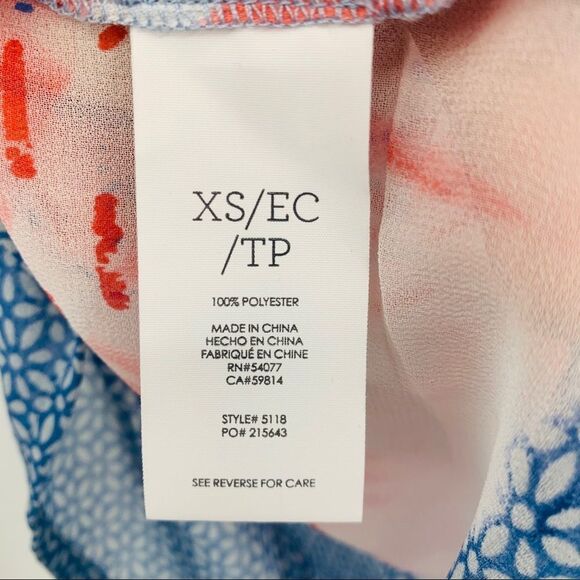 XS/EC
/TP
100% POLYESTER
MADE IN CHINA
HECHO EN CHINA
FABRIQUÉ EN CHINE
RN#54077
CA#59814
STYLE# 5118
PO# 215643
SEE REVERSE FOR CARE